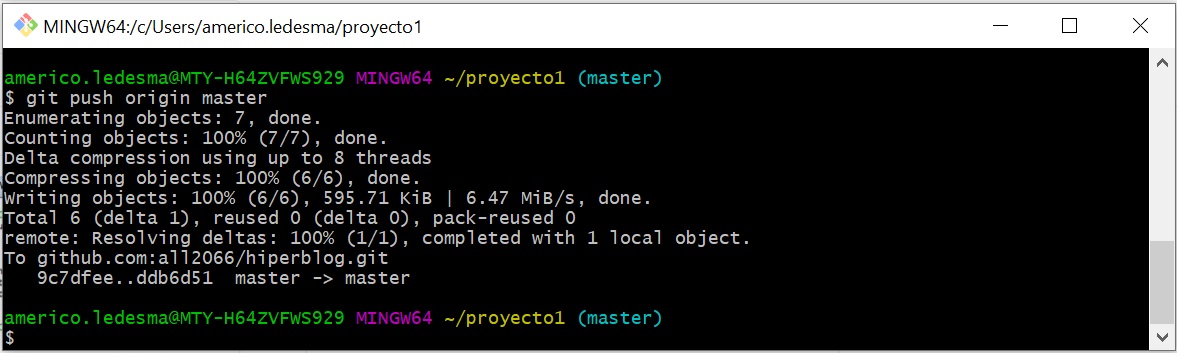 MINGW64:/c/Users/americo.ledesma/proyecto1
americo.ledesma@MTY-H64ZVFWS929 MINGW64 ~/proyecto1 (master)
$ git push origin master
Enumerating objects: 7, done.
Counting objects: 100% (7/7), done.
Delta compression using up to 8 threads
Compressing objects: 100% (6/6), done.
Writing objects: 100% (6/6), 595.71 KiB | 6.47 MiB/s, done.
Total 6 (delta 1), reused 0 (delta 0), pack-reused 0
remote: Resolving deltas: 100% (1/1), completed with 1 local object.
To github.com:all2066/hiperblog.git
   9c7dfee..ddb6d51  master -> master
americo.ledesma@MTY-H64ZVFWS929 MINGW64 ~/proyecto1 (master)
$